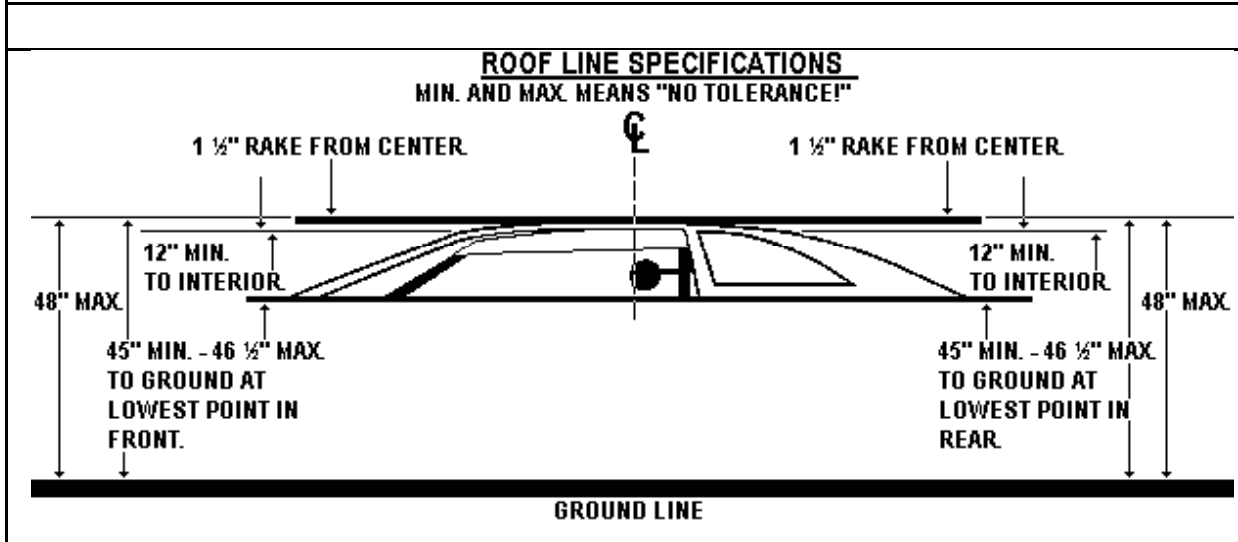 ROOF LINE SPECIFICATIONS
MIN. AND MAX. MEANS "NO TOLERANCE!"
℄
1 ½" RAKE FROM CENTER.
1 ½" RAKE FROM CENTER.
12" MIN.
TO INTERIOR.
12" MIN.
TO INTERIOR.
48" MAX.
48" MAX.
45" MIN. - 46 ½" MAX.
TO GROUND AT
LOWEST POINT IN
FRONT.
45" MIN. - 46 ½" MAX.
TO GROUND AT
LOWEST POINT IN
REAR.
GROUND LINE